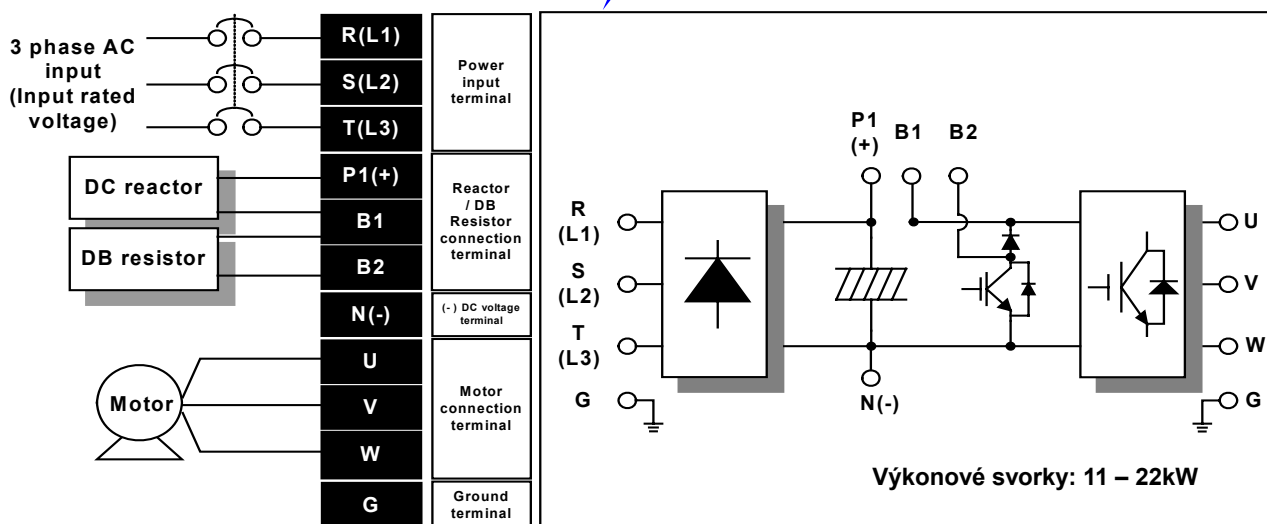 3 phase AC
input
(Input rated
voltage)
R(L1)
S(L2)
T(L3)
Power
input
terminal
DC reactor
DB resistor
P1(+)
B1
B2
Reactor
/ DB
Resistor
connection
terminal
N(-)
(-) DC voltage
terminal
Motor
U
V
W
Motor
connection
terminal
G
Ground
terminal
P1
(+)
B1
B2
R
(L1)
S
(L2)
T
(L3)
G
N(-)
U
V
W
G
Výkonové svorky: 11 – 22kW